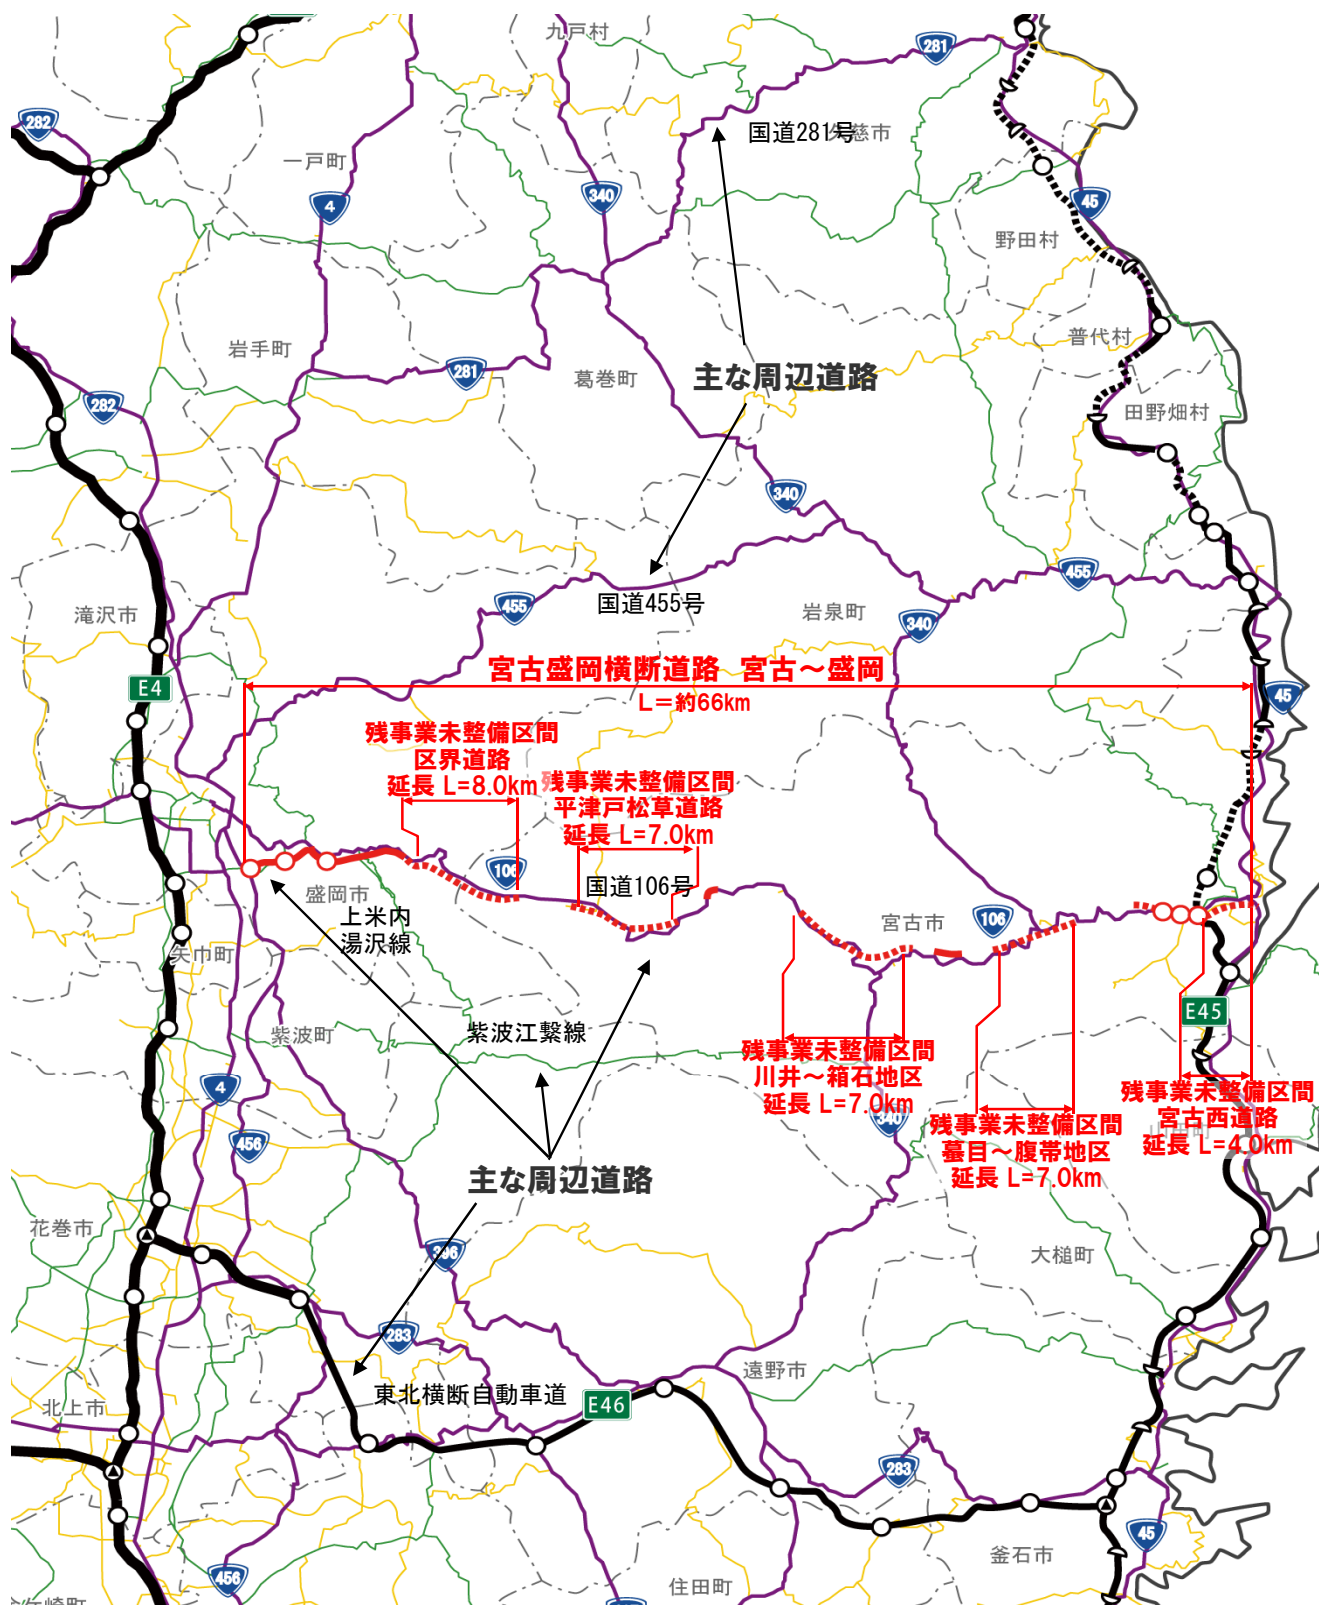 九戸村
281
282
国道281号
久慈市
一戸町
4
340
45
野田村
普代村
岩手町
281
葛巻町
主な周辺道路
282
田野畑村
340
455
455
国道455号
岩泉町
340
滝沢市
宮古盛岡横断道路 宮古～盛岡
L=約66km
E4
45
残事業未整備区間
区界道路
延長 L=8.0km
残事業未整備区間
平津戸松草道路
延長 L=7.0km
106
国道106号
盛岡市
上米内
湯沢線
宮古市
106
矢巾町
E45
紫波町
紫波江繋線
残事業未整備区間
川井～箱石地区
延長 L=7.0km
4
340
残事業未整備区間
蟇目～腹帯地区
延長 L=7.0km
残事業未整備区間
宮古西道路
延長 L=4.0km
山田町
456
主な周辺道路
花巻市
396
大槌町
283
遠野市
東北横断自動車道
E46
北上市
283
45
釜石市
456
住田町